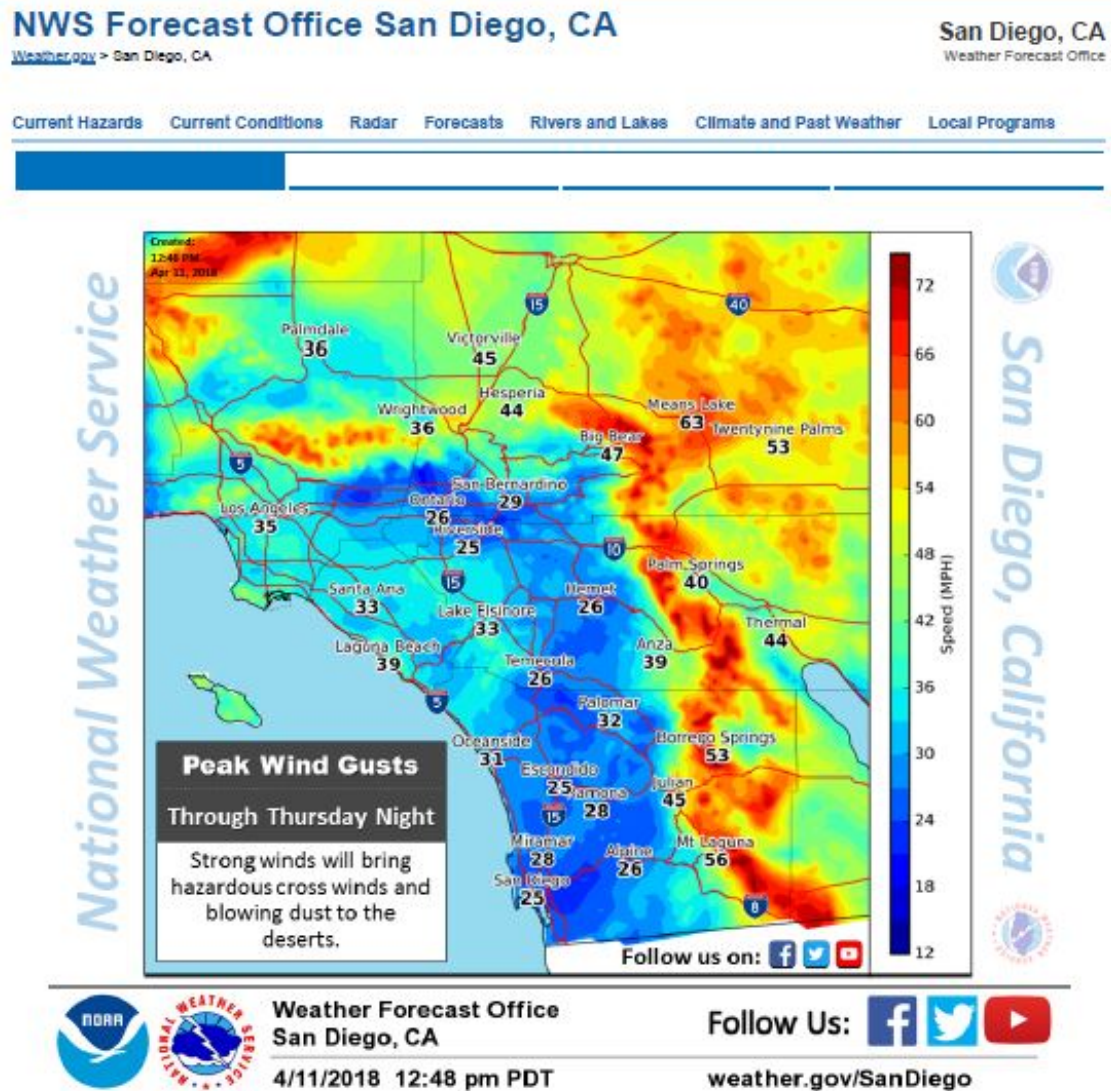 NWS Forecast Office San Diego, CA
Weather.gov > San Diego, CA
San Diego, CA
Weather Forecast Office
Current Hazards Current Conditions Radar Forecasts Rivers and Lakes Climate and Past Weather Local Programs
National Weather Service
Created:
12:46 PM
Apr 11, 2018
15
40
Palmdale
36
Victorville
45
Hesperia
44
Wrightwood
36
Means Lake
63
Twentynine Palms
53
Big Bear
47
5
San Bernardino
29
Ontario
26
Los Angeles
35
Riverside
25
10
Palm Springs
40
15
Santa Ana
33
Hemet
26
Lake Elsinore
33
Thermal
44
Laguna Beach
39
Anza
39
Temecula
26
5
Palomar
32
Oceanside
31
Borrego Springs
53
Escondido
25
Ramona
28
Julian
45
15
Miramar
28
Alpine
26
Mt Laguna
56
San Diego
25
8
Peak Wind Gusts
Through Thursday Night
Strong winds will bring
hazardous cross winds and
blowing dust to the
deserts.
Follow us on:
72
66
60
54
48
42
36
30
24
18
12
Speed (MPH)
San Diego, California
NOAA
NATIONAL WEATHER SERVICE
Weather Forecast Office
San Diego, CA
4/11/2018 12:48 pm PDT
Follow Us:
weather.gov/SanDiego